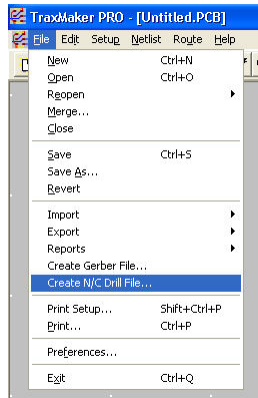 TraxMaker PRO - [Untitled.PCB]
File Edit Setup Netlist Route Help
New Ctrl+N
Open Ctrl+O
Reopen
Merge...
Close
Save Ctrl+S
Save As...
Revert
Import
Export
Reports
Create Gerber File...
Create N/C Drill File...
Print Setup... Shift+Ctrl+P
Print... Ctrl+P
Preferences...
Exit Ctrl+Q